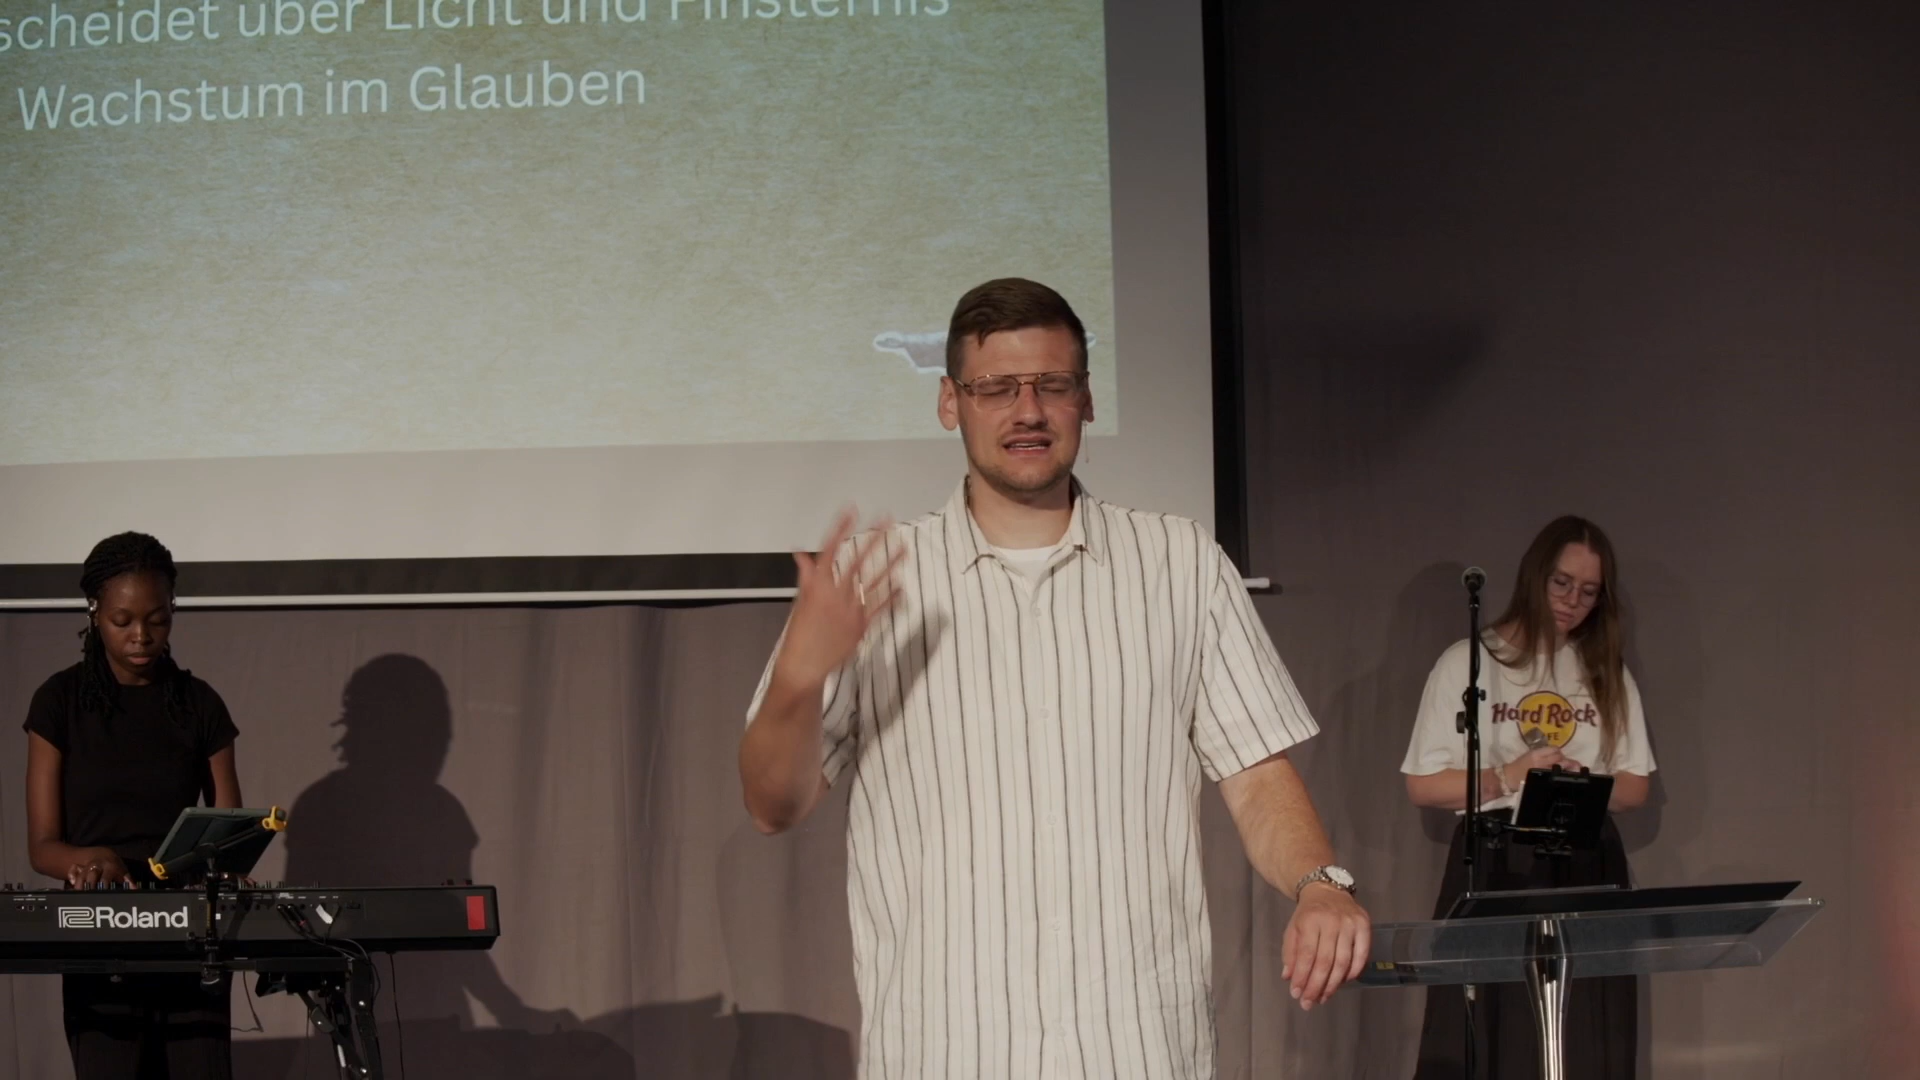 scheidet über Licht und Finsternis
Wachstum im Glauben
Hard Rock
Roland